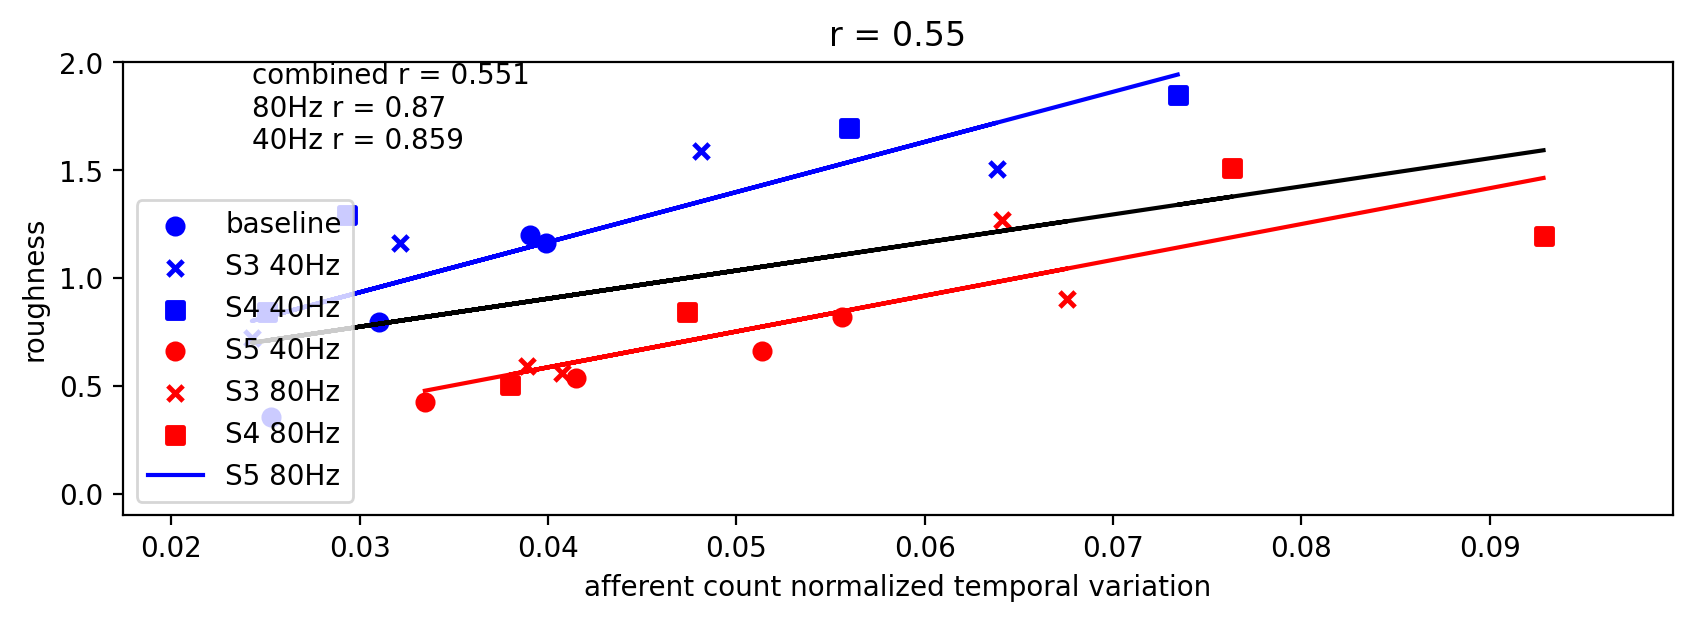 r = 0.55
combined r = 0.551
80Hz r = 0.87
40Hz r = 0.859
baseline
S3 40Hz
S4 40Hz
S5 40Hz
S3 80Hz
S4 80Hz
S5 80Hz
roughness
2.0
1.5
1.0
0.5
0.0
0.02 0.03 0.04 0.05 0.06 0.07 0.08 0.09
afferent count normalized temporal variation